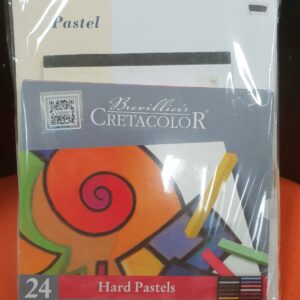 Pastel
Brevillier's
CRETACOLOR
24
Hard Pastels